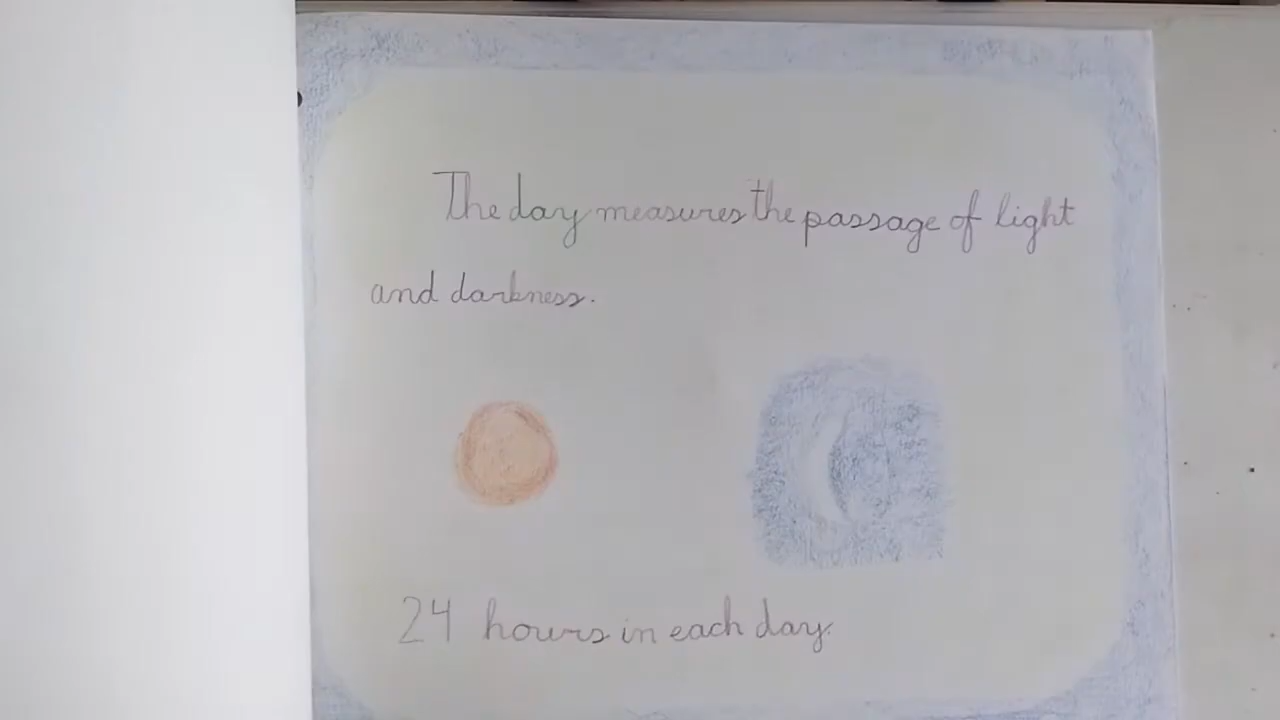 The day measures the passage of light
and darkness.
24 hours in each day.